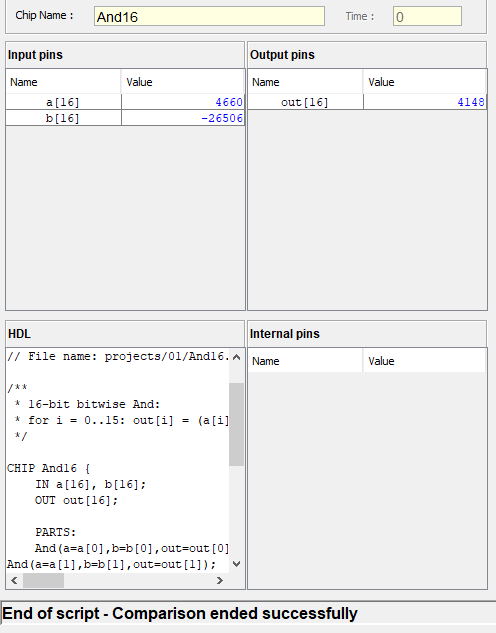 Chip Name : And16 Time : 0
Input pins Output pins
Name Value Name Value
a[16] 4660 out[16] 4148
b[16] -26506
HDL Internal pins
Name Value
// File name: projects/01/And16.
/**
* 16-bit bitwise And:
* for i = 0..15: out[i] = (a[i]
*/
CHIP And16 {
IN a[16], b[16];
OUT out[16];
PARTS:
And(a=a[0],b=b[0],out=out[0]
And(a=a[1],b=b[1],out=out[1]);
End of script - Comparison ended successfully